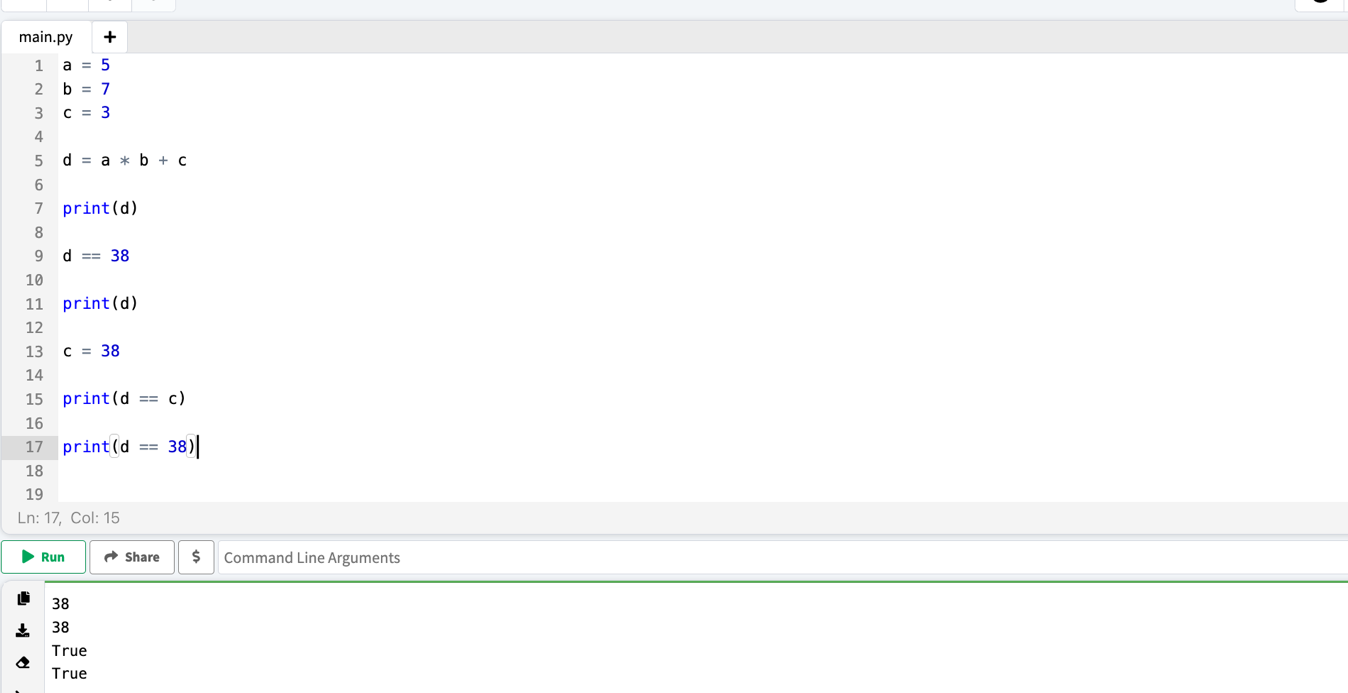 main.py +
1 a = 5
2 b = 7
3 c = 3
4
5 d = a * b + c
6
7 print(d)
8
9 d == 38
10
11 print(d)
12
13 c = 38
14
15 print(d == c)
16
17 print(d == 38)
18
19
Ln: 17, Col: 15
Run Share $ Command Line Arguments
38
38
True
True